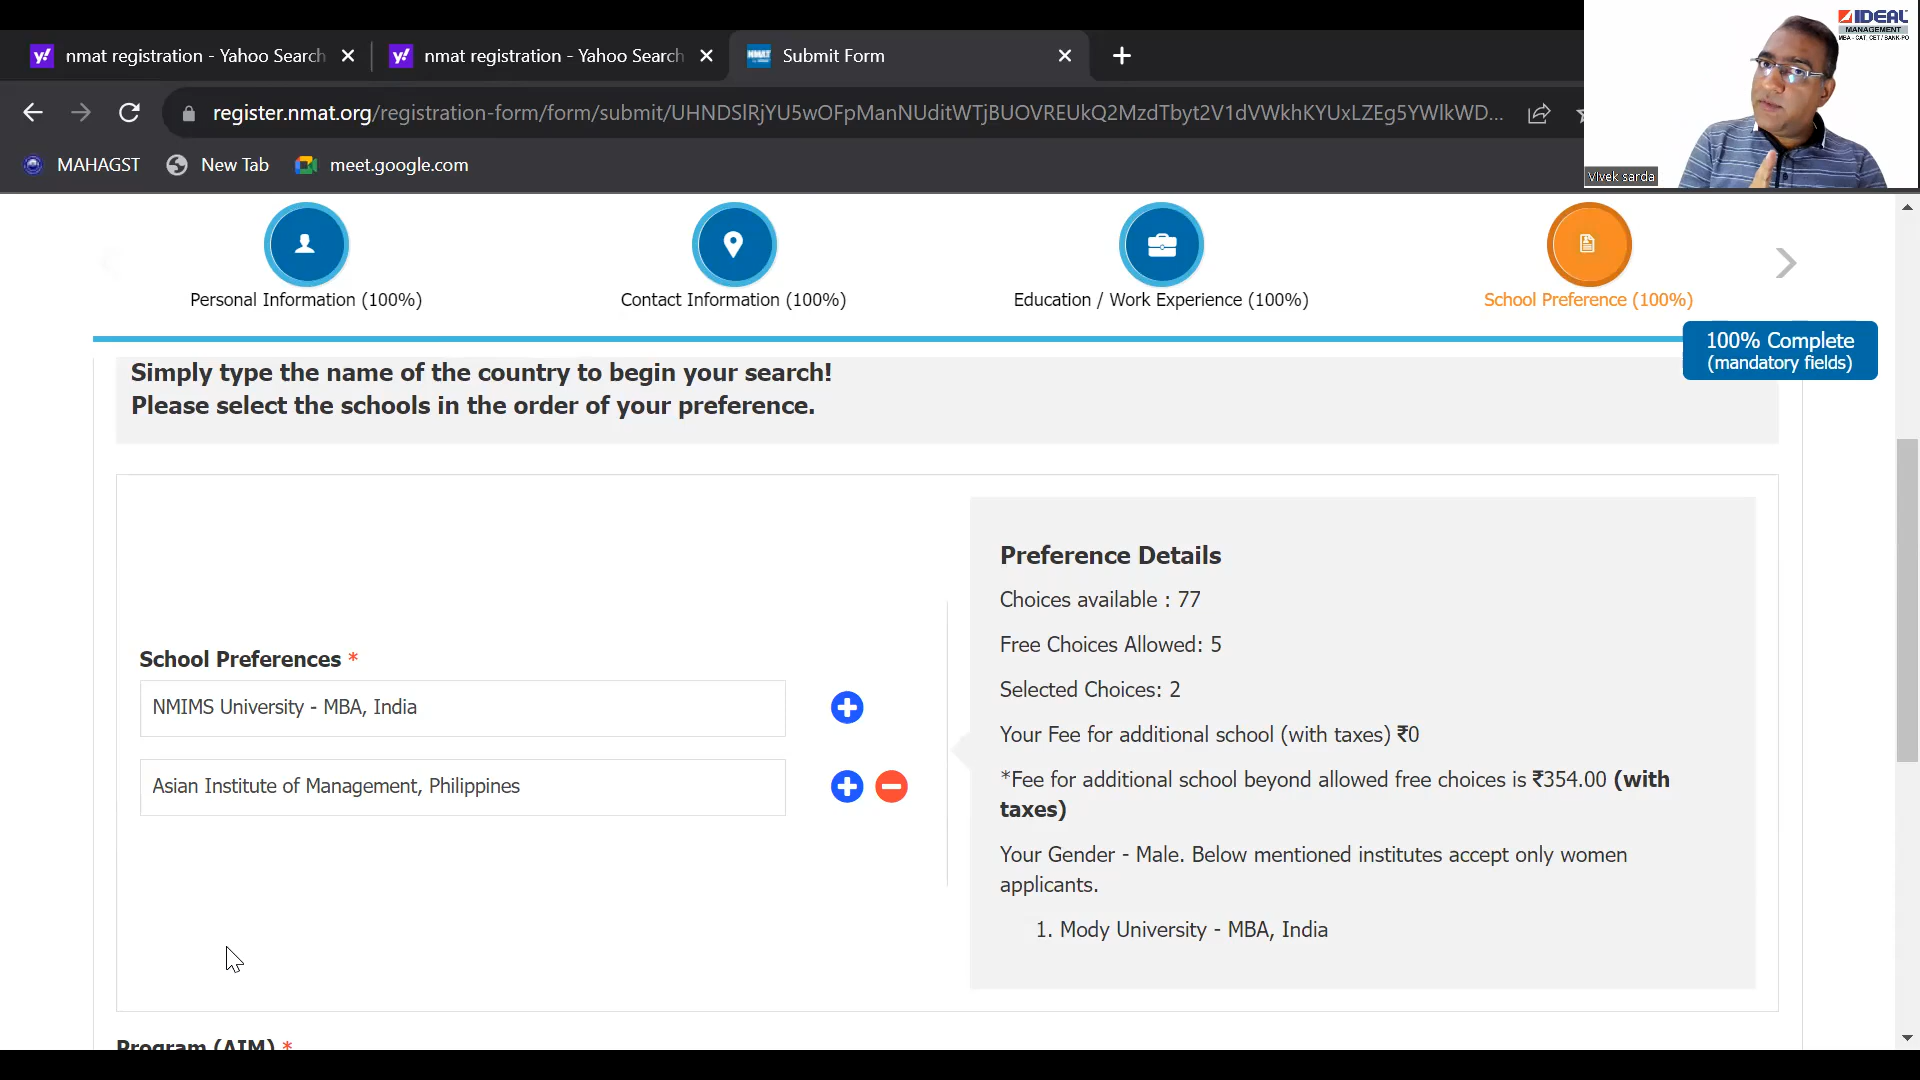 nmat registration - Yahoo Search
nmat registration - Yahoo Search
Submit Form
IDEAL
MANAGEMENT
MBA - CAT. CET / BANK-PO
register.nmat.org/registration-form/form/submit/UHNDSlRjYU5wOFpManNUditWTjBUOVREUkQ2MzdTbyt2V1dVWkhKYUxLZEg5YWlkWD...
MAHAGST
New Tab
meet.google.com
Vivek sarda
Personal Information (100%)
Contact Information (100%)
Education / Work Experience (100%)
School Preference (100%)
100% Complete
(mandatory fields)
Simply type the name of the country to begin your search!
Please select the schools in the order of your preference.
School Preferences *
NMIMS University - MBA, India
Asian Institute of Management, Philippines
Preference Details
Choices available : 77
Free Choices Allowed: 5
Selected Choices: 2
Your Fee for additional school (with taxes) ₹0
*Fee for additional school beyond allowed free choices is ₹354.00 (with
taxes)
Your Gender - Male. Below mentioned institutes accept only women
applicants.
1. Mody University - MBA, India
Program (AIM) *